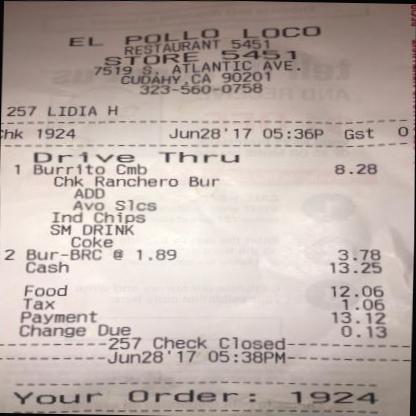 EL POLLO LOCO
RESTAURANT 5451
STORE 5451
7519 S. ATLANTIC AVE.
CUDAHY,CA 90201
323-560-0758
257 LIDIA H
Chk 1924 Jun28'17 05:36P Gst 0
Drive Thru
1 Burrito Cmb 8.28
Chk Ranchero Bur
ADD
Avo Slcs
Ind Chips
SM DRINK
Coke
2 Bur-BRC @ 1.89 3.78
Cash 13.25
Food 12.06
Tax 1.06
Payment 13.12
Change Due 0.13
257 Check Closed
Jun28'17 05:38PM
Your Order: 1924